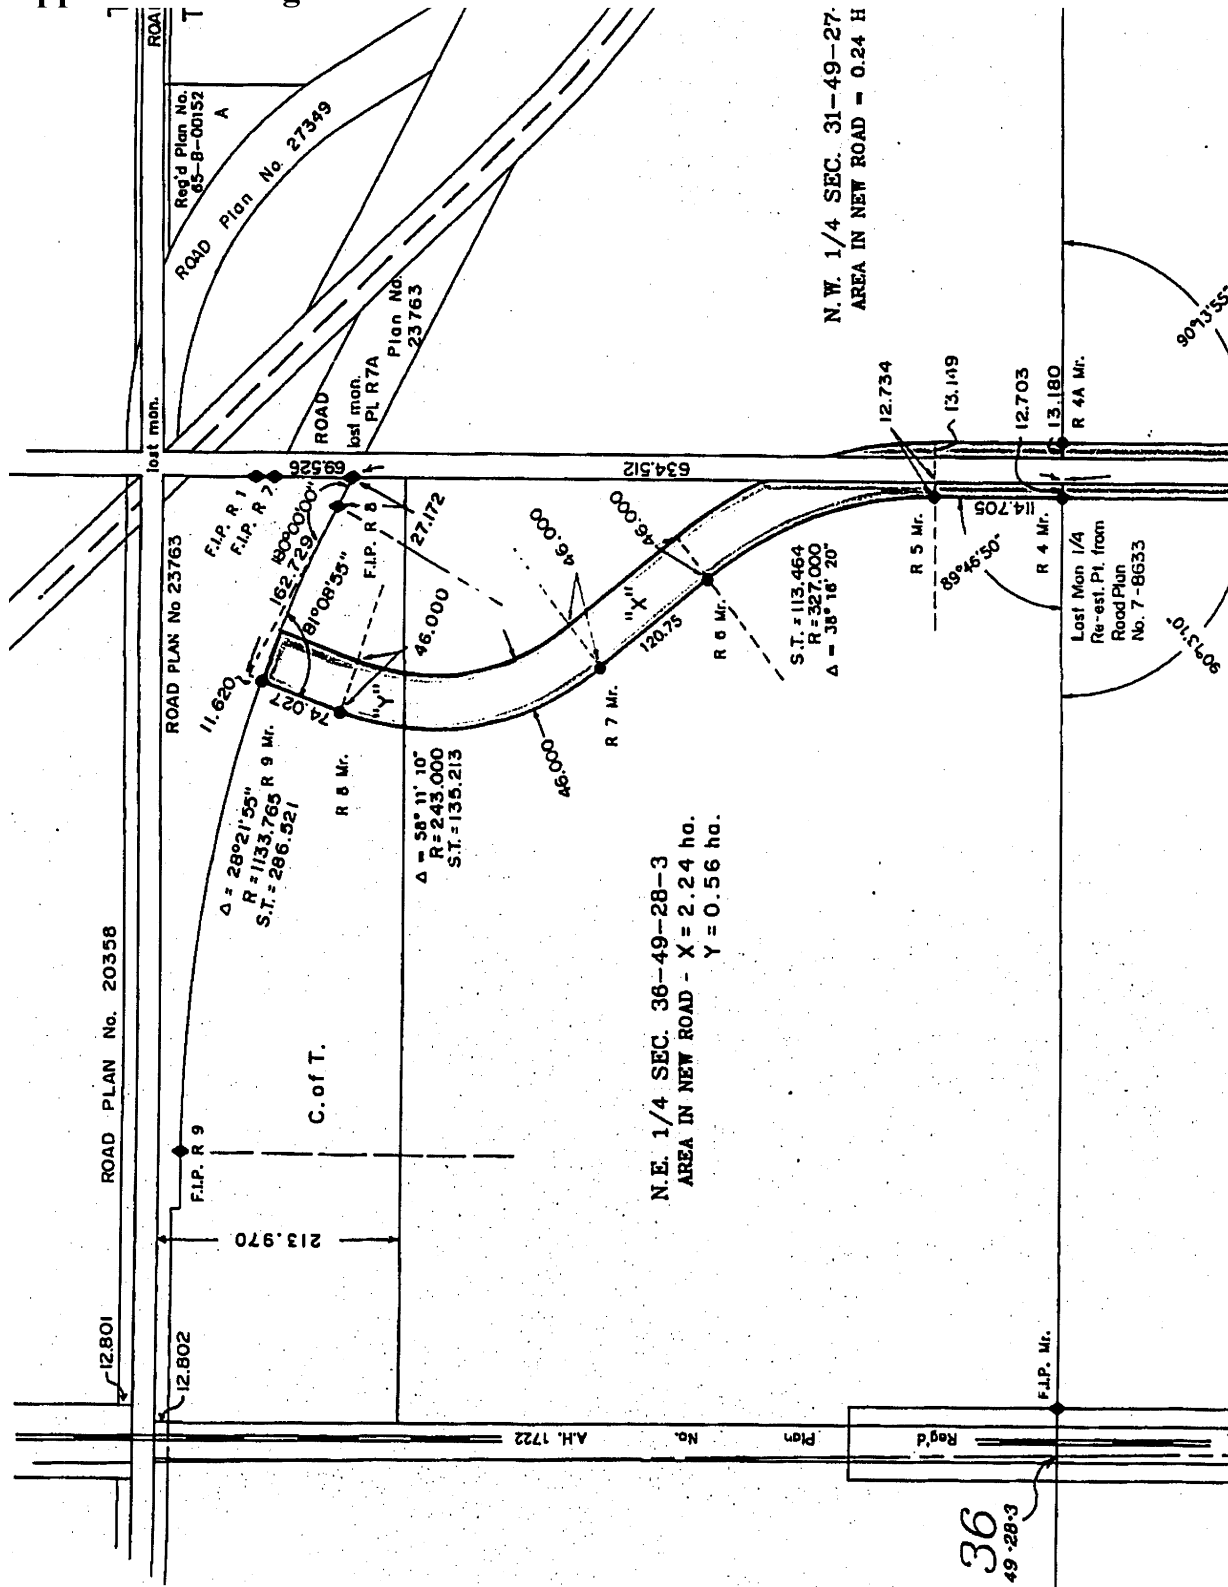 ROAD
Reg'd Plan No.
65-B-00152
A
ROAD Plan No. 27349
N.W. 1/4 SEC. 31-49-27-
AREA IN NEW ROAD = 0.24 H
Plan No.
23763
ROAD
lost mon.
PL R7A
lost mon.
F.I.P. R 1
F.I.P. R 7
69.526
180°00'00"
162.729
81°08'55"
F.I.P. R 8
27.172
634.512
12.734
13.149
12.703
13.180
R 4A Mr.
90°13'55"
ROAD PLAN No 23763
11.620
74.027
R 9 Mr.
46.000
46.000
46.000
"Y"
"X"
R 8 Mr.
120.75
R 6 Mr.
R 7 Mr.
46.000
S.T. = 113.464
R = 327.000
Δ = 38° 16' 20"
R 5 Mr.
114.705
89°46'50"
R 4 Mr.
Lost Mon 1/4
Re-est. Pt. from
Road Plan
No. 7-8633
90°13'10"
Δ = 28°21'55"
R = 1133.765
S.T. = 286.521
Δ = 58° 11' 10"
R = 243.000
S.T. = 135.213
ROAD PLAN No. 20358
C. of T.
N.E. 1/4 SEC. 36-49-28-3
AREA IN NEW ROAD - X = 2.24 ha.
Y = 0.56 ha.
F.I.P. R 9
213.970
12.801
12.802
F.I.P. Mr.
Reg'd Plan No. A.H. 1722
36
49-28-3